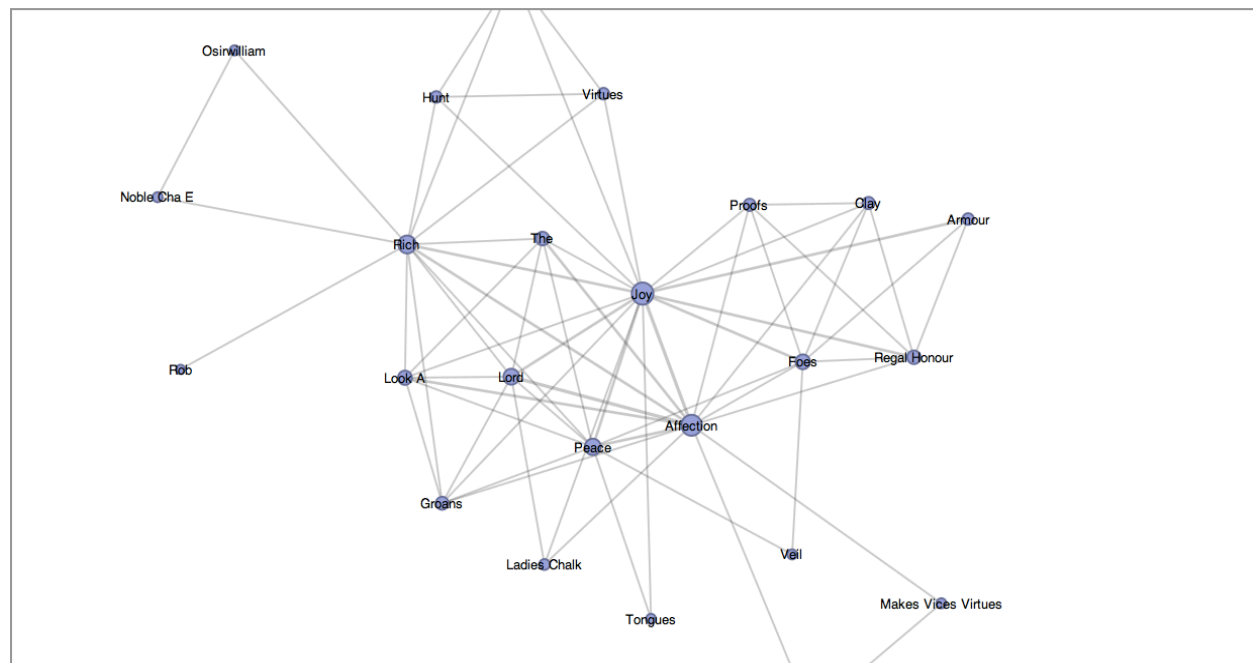 Osirwilliam
Hunt
Virtues
Noble Cha E
Proofs
Clay
Armour
Rich
The
Joy
Foes
Regal Honour
Rob
Look A
Lord
Affection
Peace
Groans
Ladies Chalk
Veil
Makes Vices Virtues
Tongues